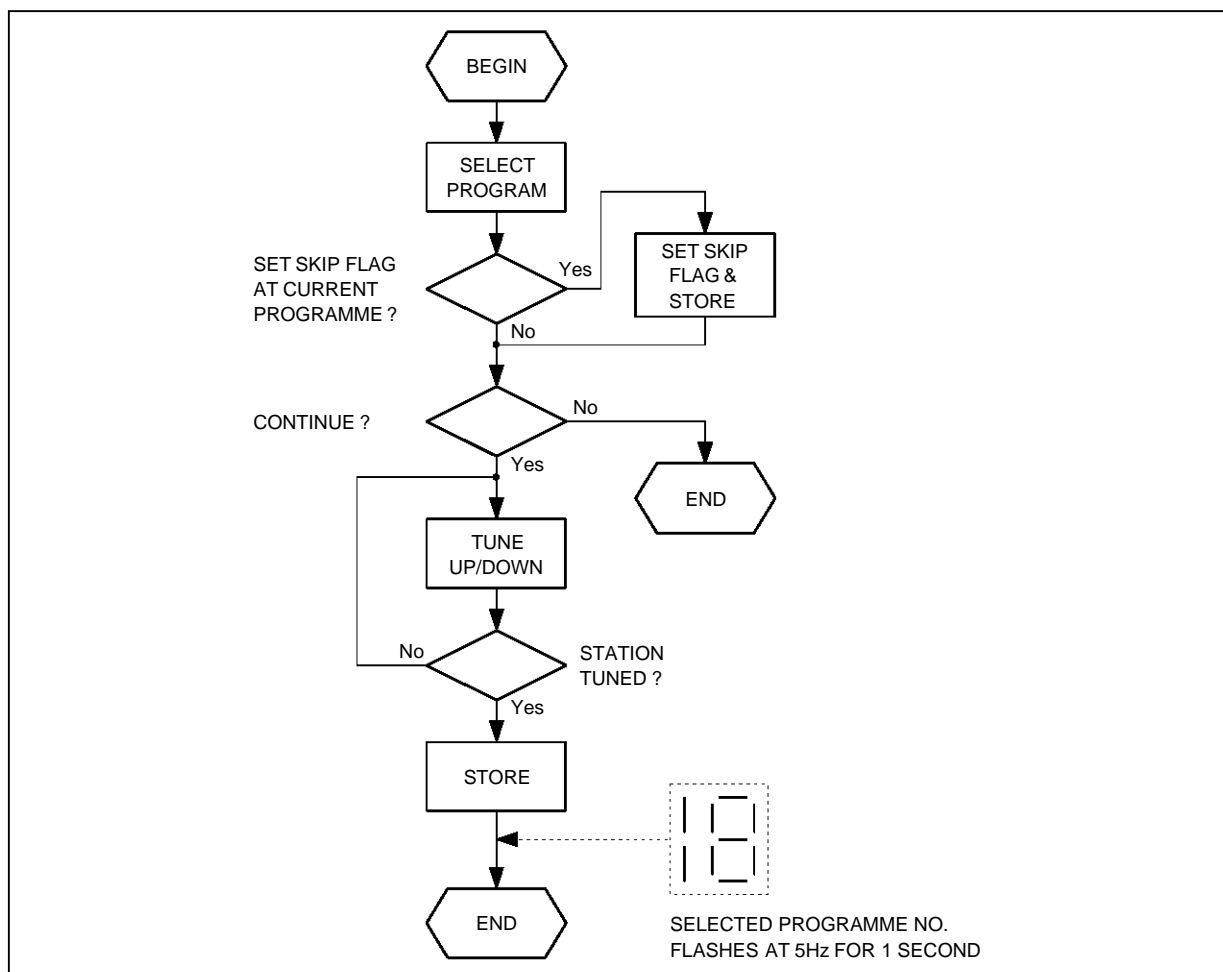 BEGIN
SELECT
PROGRAM
SET SKIP FLAG
AT CURRENT
PROGRAMME ?
Yes
SET SKIP
FLAG &
STORE
No
CONTINUE ?
No
Yes
END
TUNE
UP/DOWN
No
STATION
TUNED ?
Yes
STORE
18
END
SELECTED PROGRAMME NO.
FLASHES AT 5Hz FOR 1 SECOND